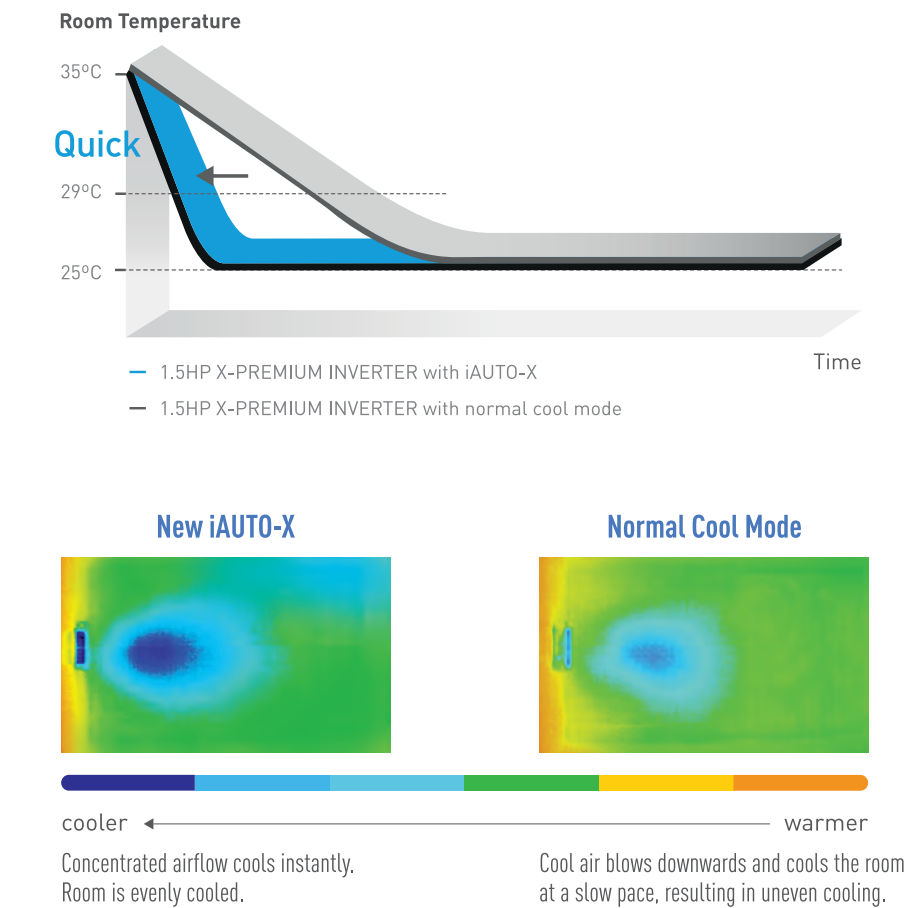 Room Temperature
35ºC
Quick
29ºC
25ºC
Time
1.5HP X-PREMIUM INVERTER with iAUTO-X
1.5HP X-PREMIUM INVERTER with normal cool mode
New iAUTO-X
Normal Cool Mode
cooler
warmer
Concentrated airflow cools instantly.
Room is evenly cooled.
Cool air blows downwards and cools the room
at a slow pace, resulting in uneven cooling.